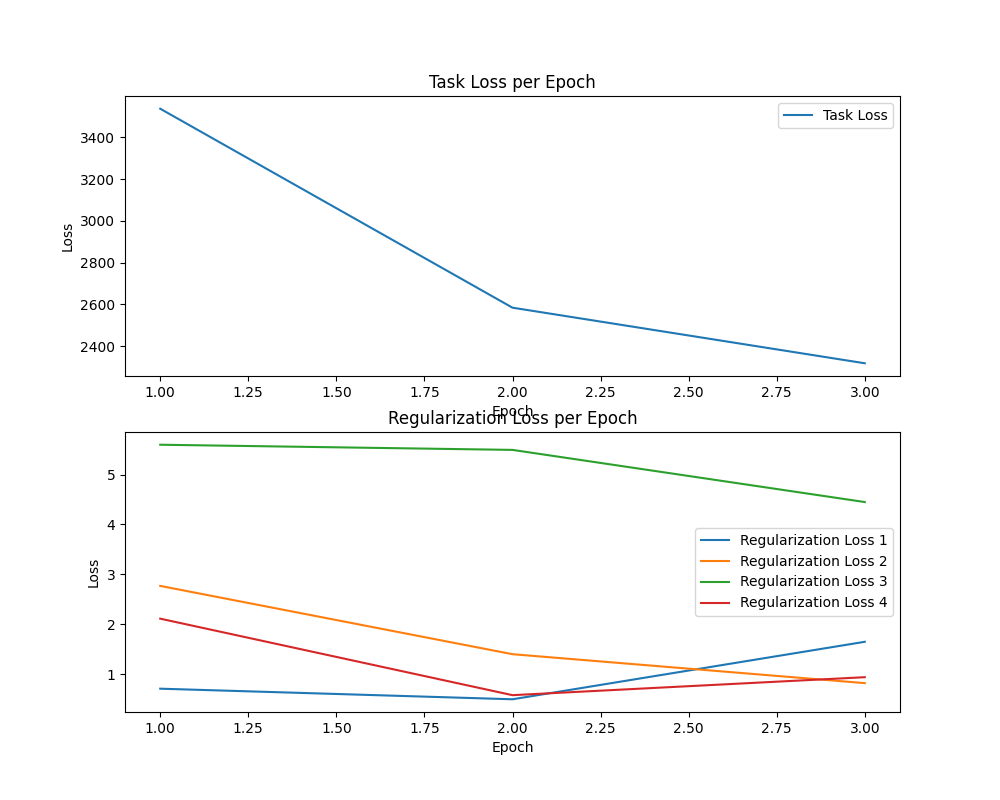 Task Loss per Epoch
Task Loss
Loss
3400
3200
3000
2800
2600
2400
1.00 1.25 1.50 1.75 2.00 2.25 2.50 2.75 3.00
Epoch
Regularization Loss per Epoch
Loss
5
4
3
2
1
Regularization Loss 1
Regularization Loss 2
Regularization Loss 3
Regularization Loss 4
1.00 1.25 1.50 1.75 2.00 2.25 2.50 2.75 3.00
Epoch